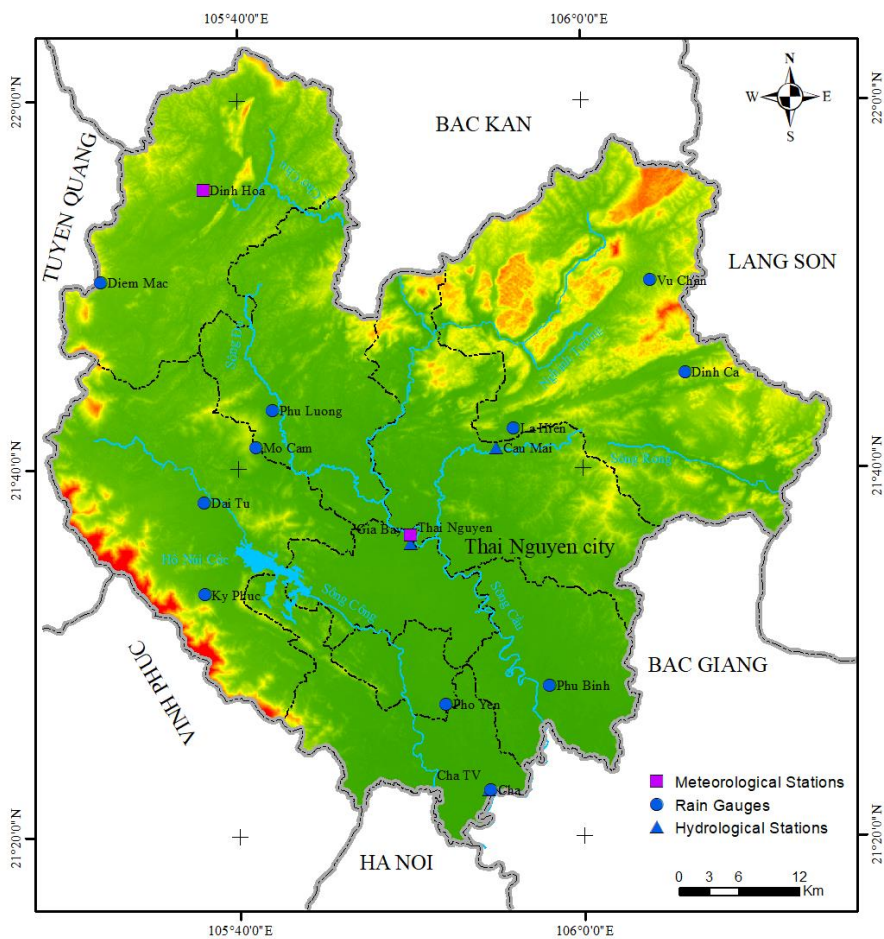 105°40'0"E
106°0'0"E
N
W
E
S
22°0'0"N
22°0'0"N
BAC KAN
TUYEN QUANG
Dinh Hoa
LANG SON
Diem Mac
Vu Chan
Dinh Ca
Phu Luong
La Hien
Mo Cam
Cau Mai
21°40'0"N
21°40'0"N
Sông Rong
Dai Tu
Gia Bay
Thai Nguyen
Thai Nguyen city
Hồ Núi Cốc
Ky Phuc
Sông Công
Sông Cầu
BAC GIANG
VINH PHUC
Phu Binh
Pho Yen
Cha TV
Cha
Meteorological Stations
Rain Gauges
Hydrological Stations
21°20'0"N
21°20'0"N
HA NOI
0 3 6 12
Km
105°40'0"E
106°0'0"E